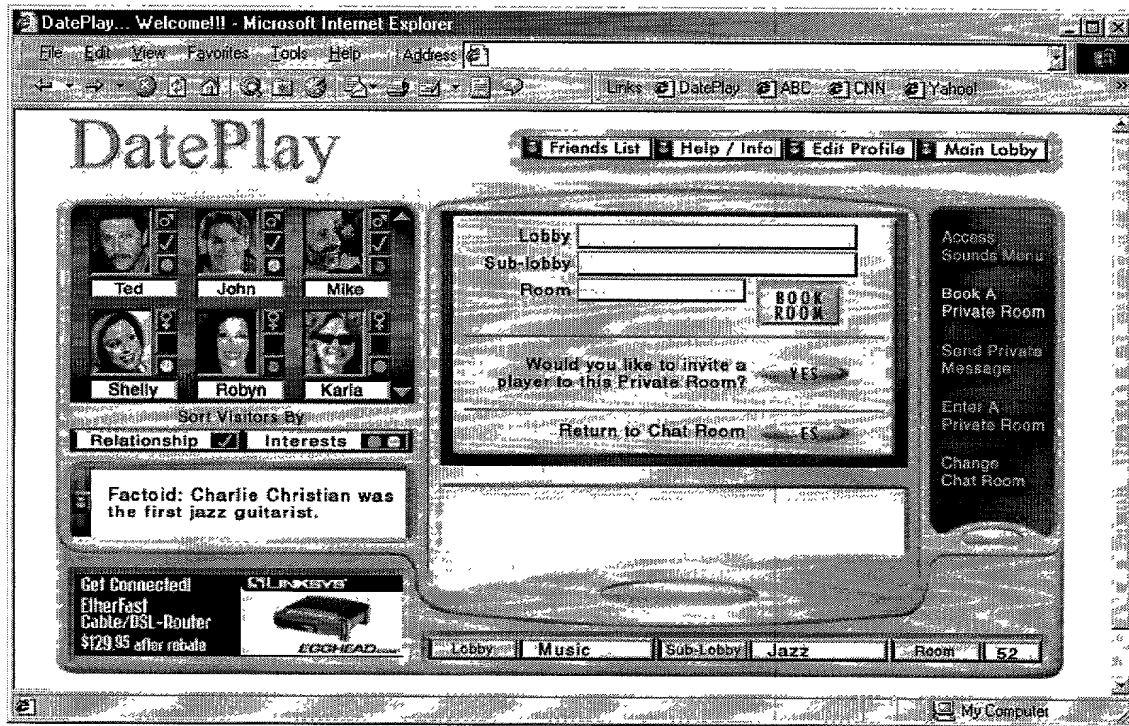 DatePlay... Welcome!!! - Microsoft Internet Explorer
File Edit View Favorites Tools Help Address
Links DatePlay ABC CNN Yahoo!
DatePlay
Friends List Help / Info Edit Profile Main Lobby
Ted John Mike
Shelly Robyn Karla
Sort Visitors By
Relationship Interests
Factoid: Charlie Christian was
the first jazz guitarist.
Get Connected!
EtherFast
Cable/DSL-Router
$129.95 after rebate
LINKSYS
EGGHEAD
Lobby
Sub-lobby
Room
BOOK
ROOM
Would you like to invite a
player to this Private Room?
YES
Return to Chat Room
ES
Access
Sounds Menu
Book A
Private Room
Send Private
Message
Enter A
Private Room
Change
Chat Room
Lobby Music Sub-Lobby Jazz Room 52
My Computer